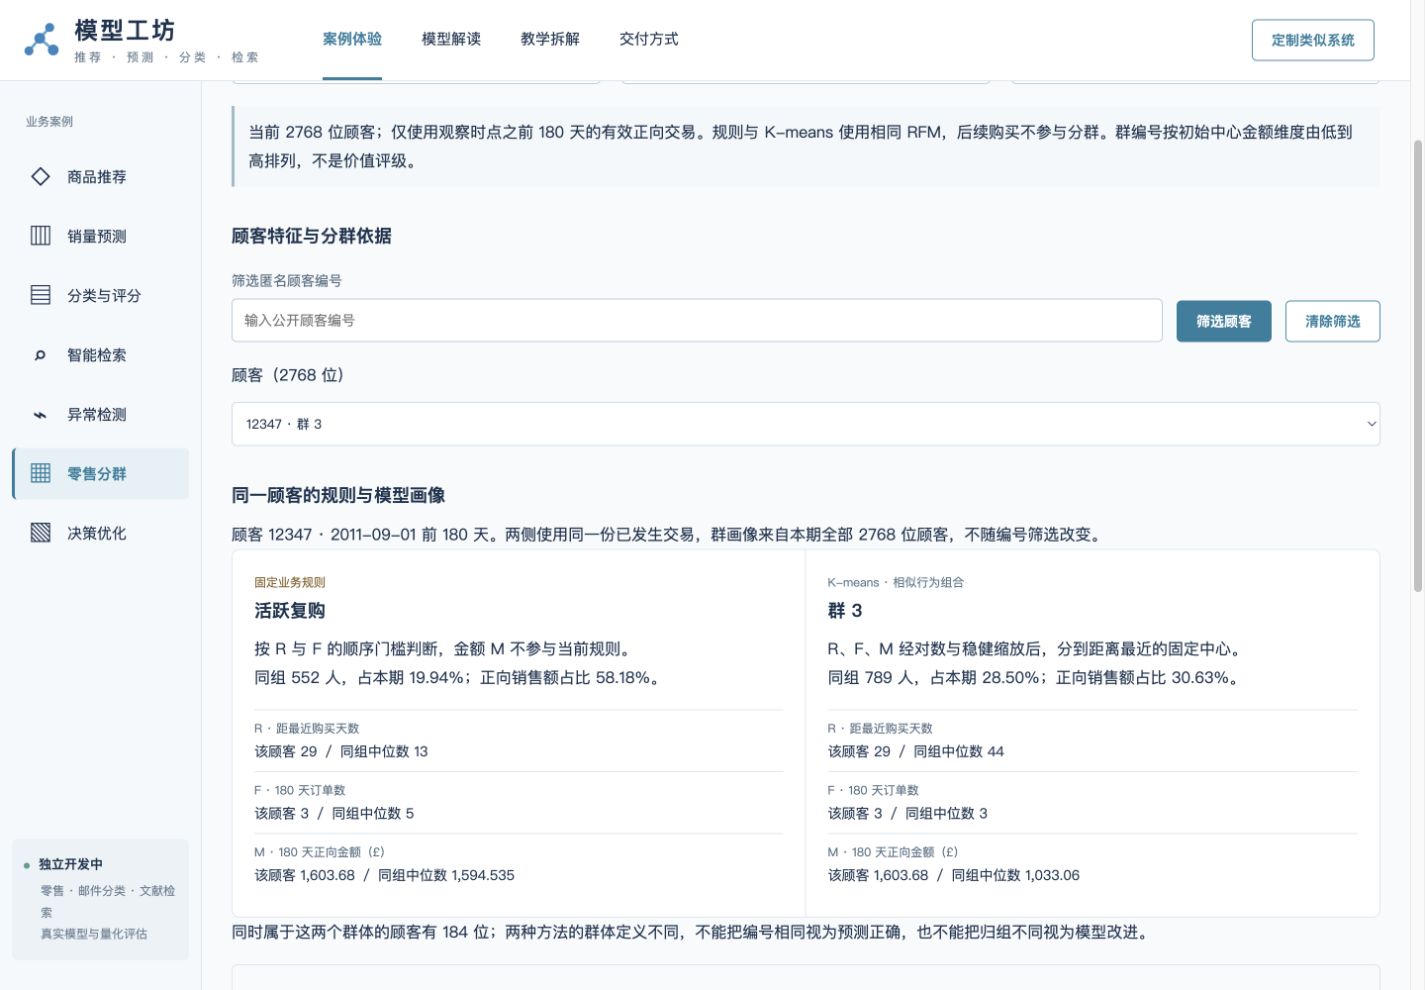 模型工坊
推荐 · 预测 · 分类 · 检索
案例体验
模型解读
教学拆解
交付方式
定制类似系统
业务案例
商品推荐
销量预测
分类与评分
智能检索
异常检测
零售分群
决策优化
独立开发中
零售 · 邮件分类 · 文献检
索
真实模型与量化评估
当前 2768 位顾客；仅使用观察时点之前 180 天的有效正向交易。规则与 K-means 使用相同 RFM，后续购买不参与分群。群编号按初始中心金额维度由低到
高排列，不是价值评级。
顾客特征与分群依据
筛选匿名顾客编号
输入公开顾客编号
筛选顾客
清除筛选
顾客（2768 位）
12347 · 群 3
同一顾客的规则与模型画像
顾客 12347 · 2011-09-01 前 180 天。两侧使用同一份已发生交易，群画像来自本期全部 2768 位顾客，不随编号筛选改变。
固定业务规则
活跃复购
按 R 与 F 的顺序门槛判断，金额 M 不参与当前规则。
同组 552 人，占本期 19.94%；正向销售额占比 58.18%。
R · 距最近购买天数
该顾客 29 / 同组中位数 13
F · 180 天订单数
该顾客 3 / 同组中位数 5
M · 180 天正向金额（£）
该顾客 1,603.68 / 同组中位数 1,594.535
K-means · 相似行为组合
群 3
R、F、M 经对数与稳健缩放后，分到距离最近的固定中心。
同组 789 人，占本期 28.50%；正向销售额占比 30.63%。
R · 距最近购买天数
该顾客 29 / 同组中位数 44
F · 180 天订单数
该顾客 3 / 同组中位数 3
M · 180 天正向金额（£）
该顾客 1,603.68 / 同组中位数 1,033.06
同时属于这两个群体的顾客有 184 位；两种方法的群体定义不同，不能把编号相同视为预测正确，也不能把归组不同视为模型改进。